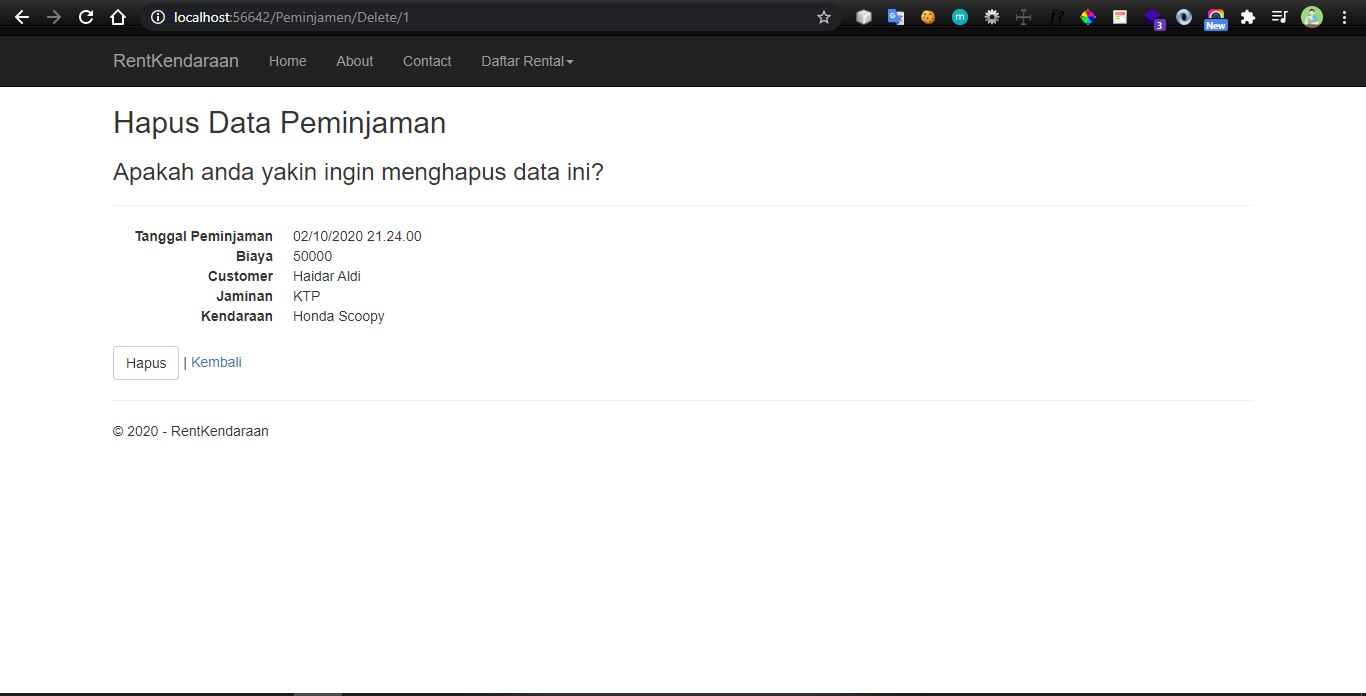 localhost:56642/Peminjamen/Delete/1
3
New
RentKendaraan Home About Contact Daftar Rental
Hapus Data Peminjaman
Apakah anda yakin ingin menghapus data ini?
Tanggal Peminjaman 02/10/2020 21.24.00
Biaya 50000
Customer Haidar Aldi
Jaminan KTP
Kendaraan Honda Scoopy
Hapus | Kembali
© 2020 - RentKendaraan